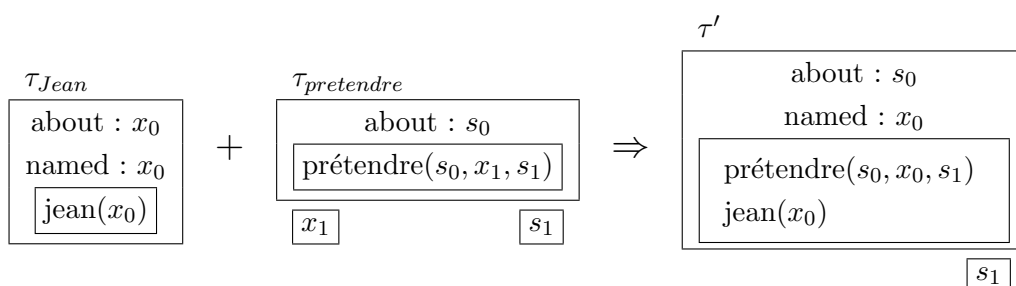 τ_Jean
about : x₀
named : x₀
jean(x₀)
+
τ_pretendre
about : s₀
prétendre(s₀, x₁, s₁)
x₁
s₁
⇒
τ′
about : s₀
named : x₀
prétendre(s₀, x₀, s₁)
jean(x₀)
s₁